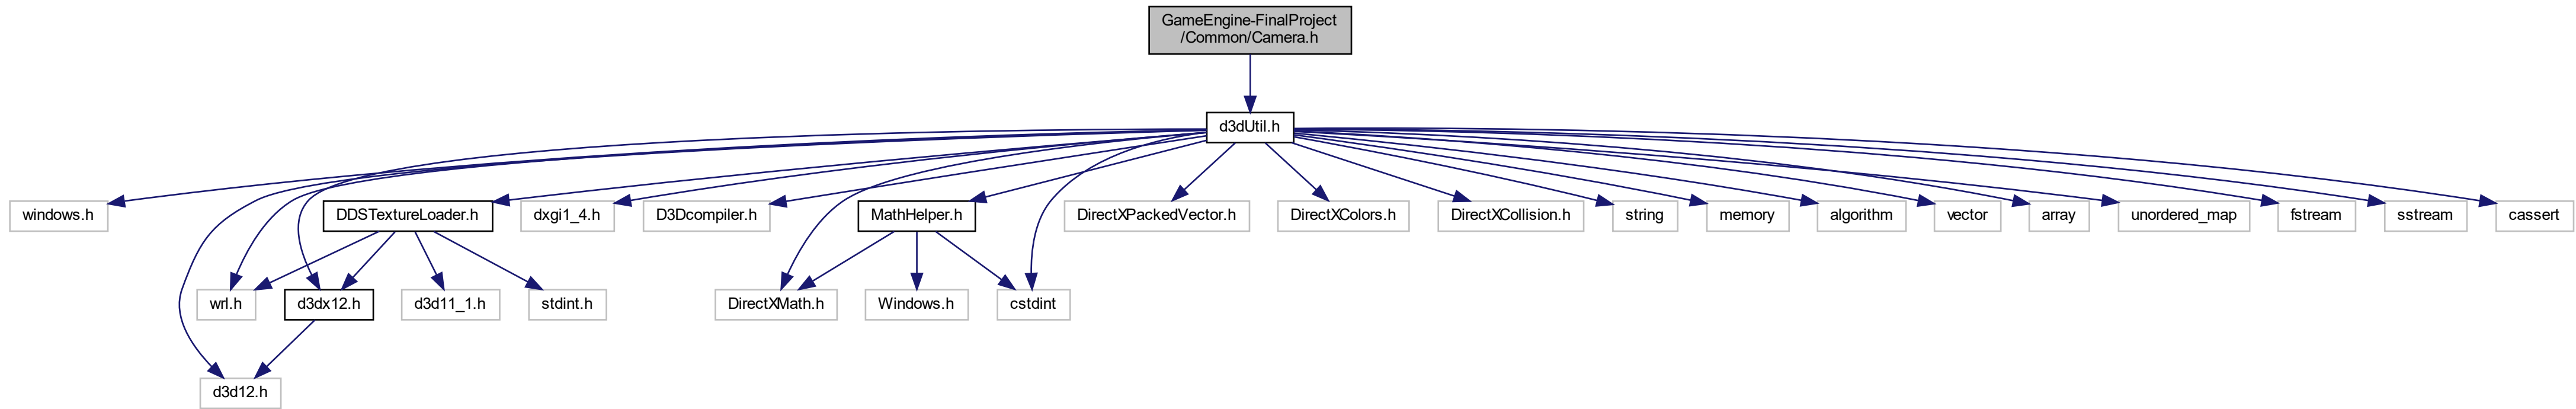 GameEngine-FinalProject
/Common/Camera.h
d3dUtil.h
windows.h
DDSTextureLoader.h
dxgi1_4.h
D3Dcompiler.h
MathHelper.h
DirectXPackedVector.h
DirectXColors.h
DirectXCollision.h
string
memory
algorithm
vector
array
unordered_map
fstream
sstream
cassert
wrl.h
d3dx12.h
d3d11_1.h
stdint.h
DirectXMath.h
Windows.h
cstdint
d3d12.h